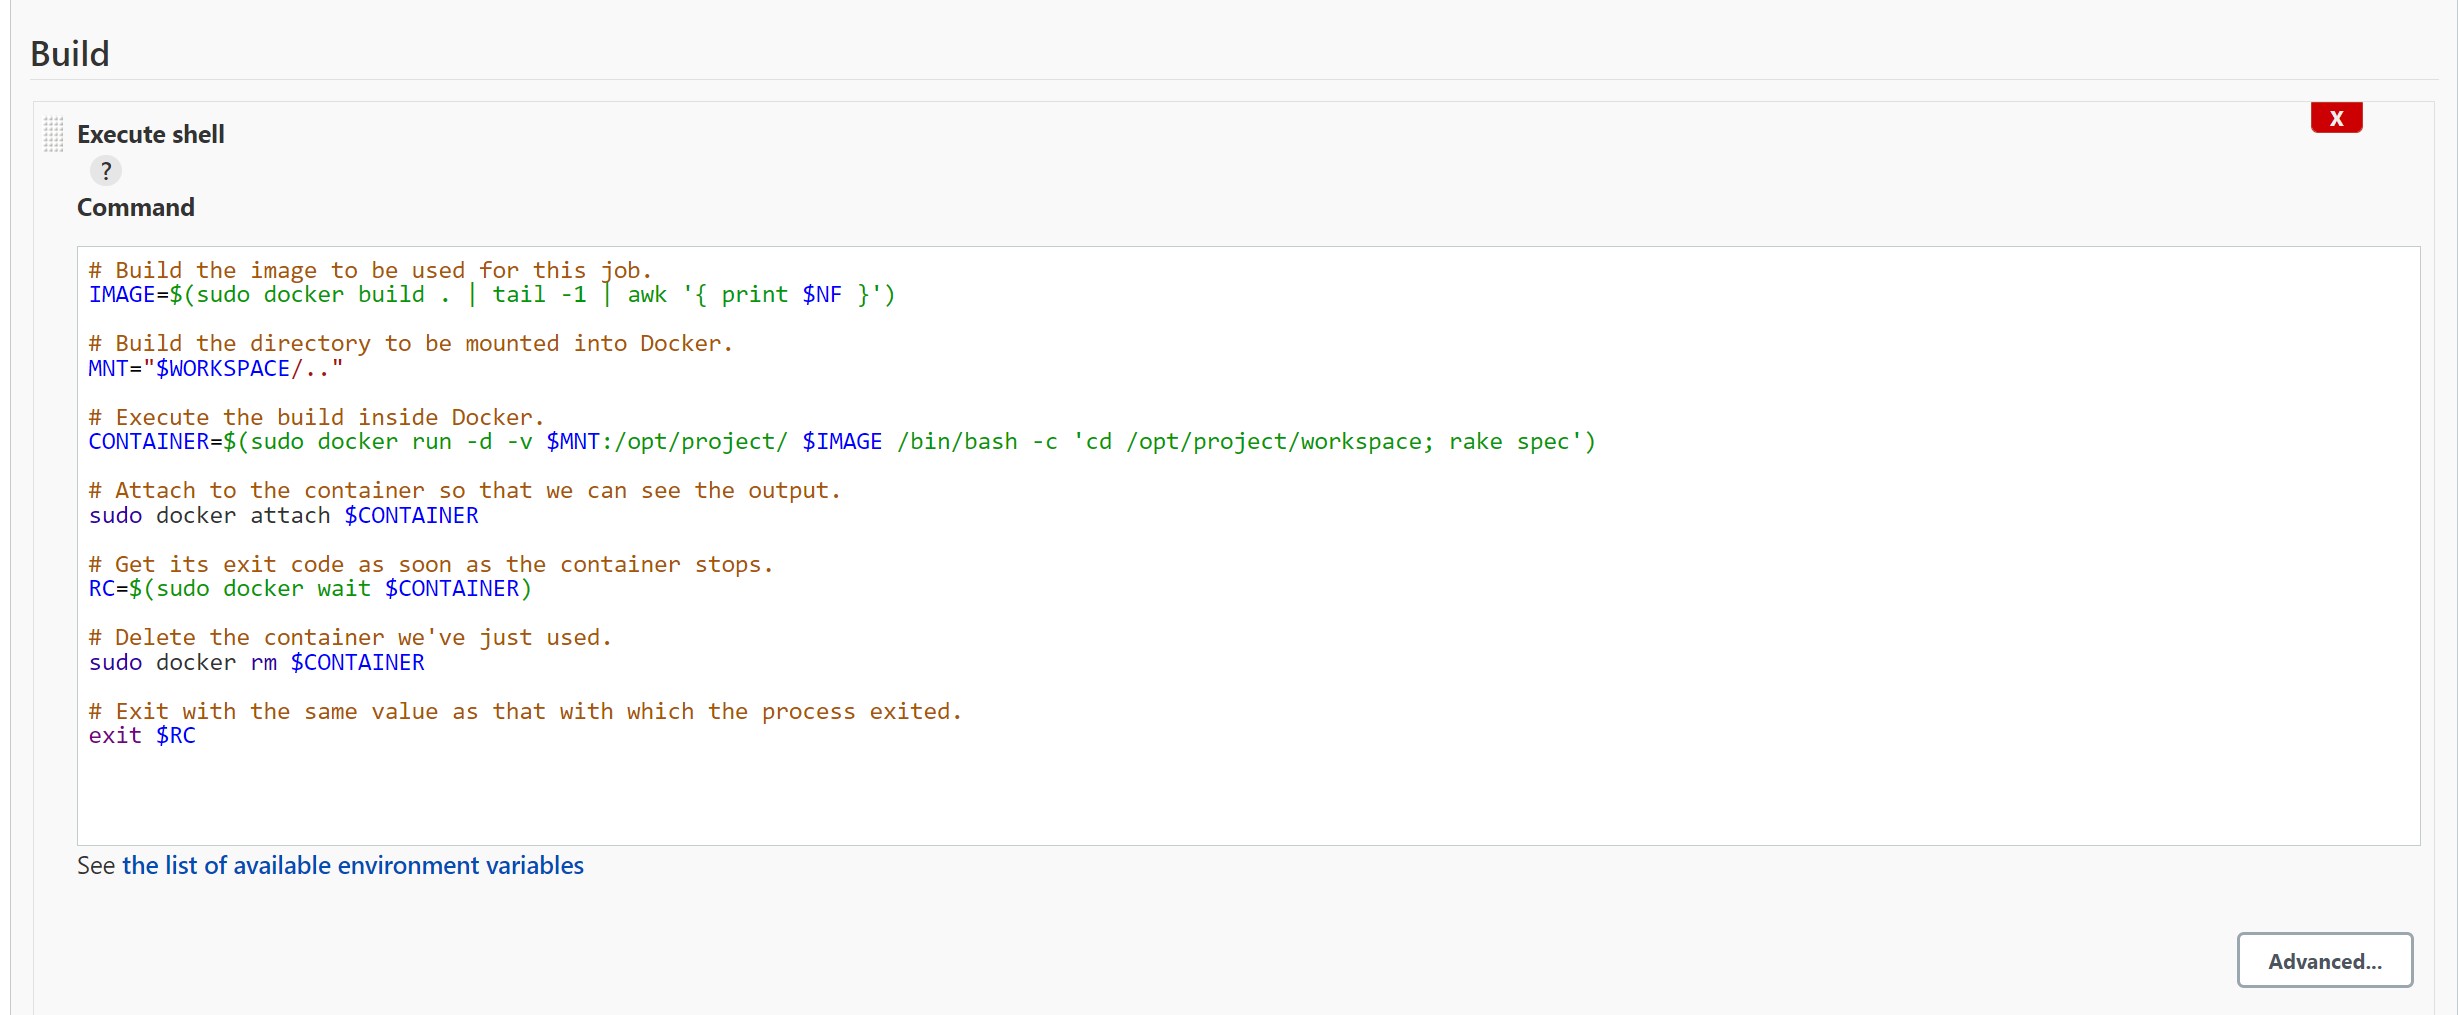 Build
Execute shell
X
?
Command
# Build the image to be used for this job.
IMAGE=$(sudo docker build . | tail -1 | awk '{ print $NF }')
# Build the directory to be mounted into Docker.
MNT="$WORKSPACE/.."
# Execute the build inside Docker.
CONTAINER=$(sudo docker run -d -v $MNT:/opt/project/ $IMAGE /bin/bash -c 'cd /opt/project/workspace; rake spec')
# Attach to the container so that we can see the output.
sudo docker attach $CONTAINER
# Get its exit code as soon as the container stops.
RC=$(sudo docker wait $CONTAINER)
# Delete the container we've just used.
sudo docker rm $CONTAINER
# Exit with the same value as that with which the process exited.
exit $RC
See the list of available environment variables
Advanced...